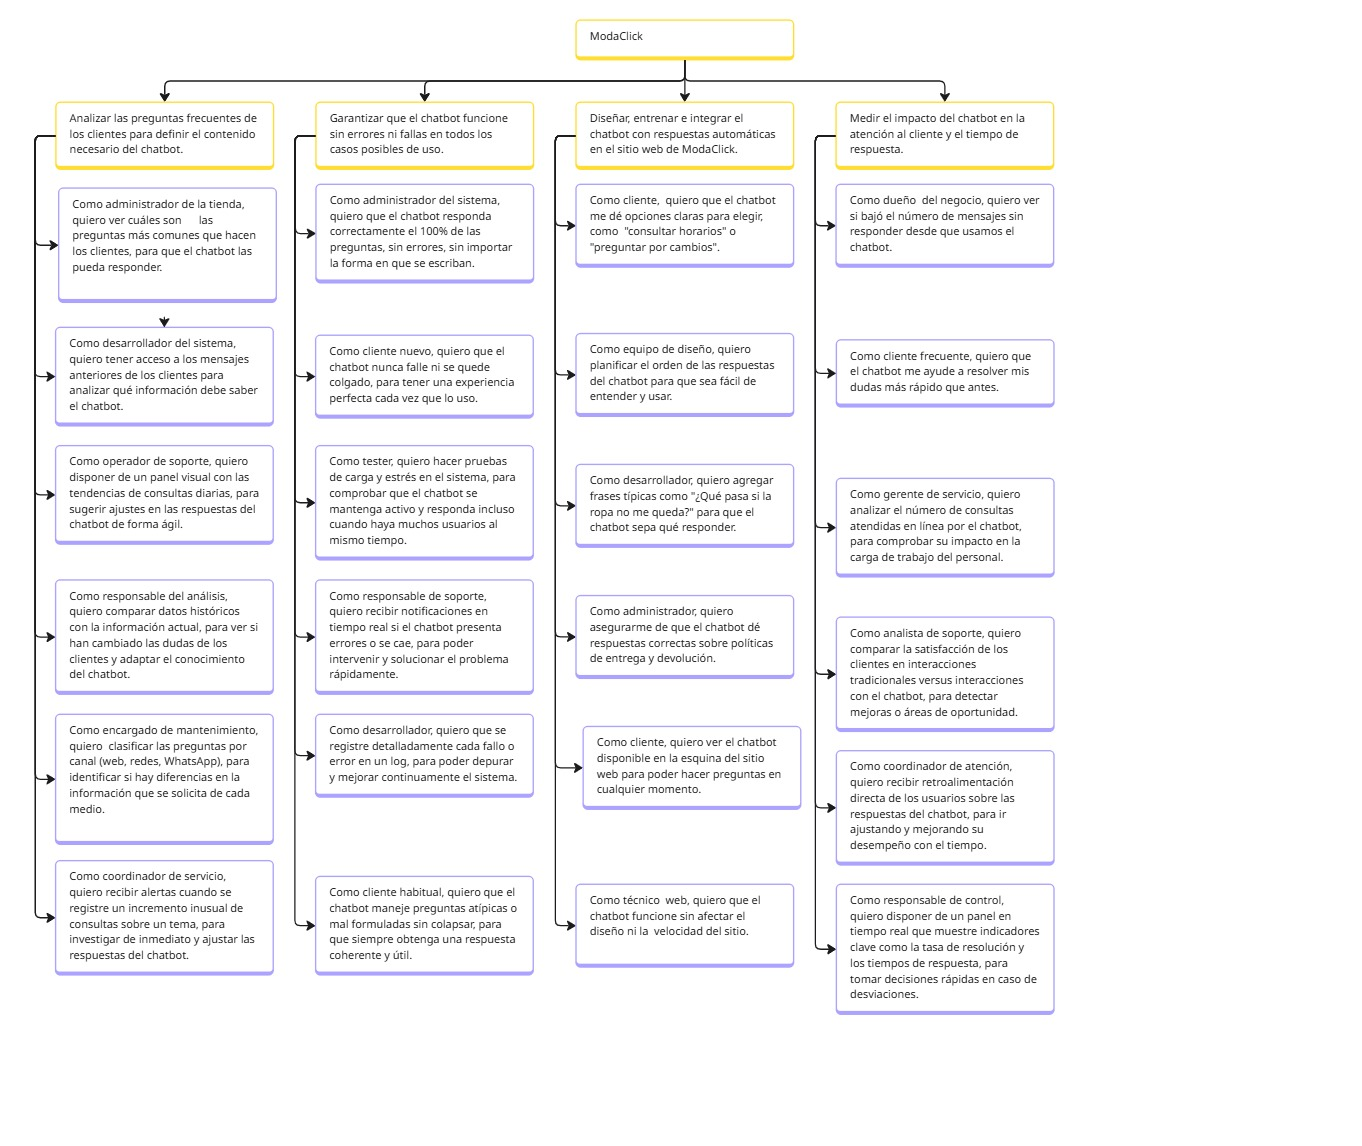 ModaClick
Analizar las preguntas frecuentes de
los clientes para definir el contenido
necesario del chatbot.
Como administrador de la tienda,
quiero ver cuáles son las
preguntas más comunes que hacen
los clientes, para que el chatbot las
pueda responder.
Como desarrollador del sistema,
quiero tener acceso a los mensajes
anteriores de los clientes para
analizar qué información debe saber
el chatbot.
Como operador de soporte, quiero
disponer de un panel visual con las
tendencias de consultas diarias, para
sugerir ajustes en las respuestas del
chatbot de forma ágil.
Como responsable del análisis,
quiero comparar datos históricos
con la información actual, para ver si
han cambiado las dudas de los
clientes y adaptar el conocimiento
del chatbot.
Como encargado de mantenimiento,
quiero clasificar las preguntas por
canal (web, redes, WhatsApp), para
identificar si hay diferencias en la
información que se solicita de cada
medio.
Como coordinador de servicio,
quiero recibir alertas cuando se
registre un incremento inusual de
consultas sobre un tema, para
investigar de inmediato y ajustar las
respuestas del chatbot.
Garantizar que el chatbot funcione
sin errores ni fallas en todos los
casos posibles de uso.
Como administrador del sistema,
quiero que el chatbot responda
correctamente el 100% de las
preguntas, sin errores, sin importar
la forma en que se escriban.
Como cliente nuevo, quiero que el
chatbot nunca falle ni se quede
colgado, para tener una experiencia
perfecta cada vez que lo uso.
Como tester, quiero hacer pruebas
de carga y estrés en el sistema, para
comprobar que el chatbot se
mantenga activo y responda incluso
cuando haya muchos usuarios al
mismo tiempo.
Como responsable de soporte,
quiero recibir notificaciones en
tiempo real si el chatbot presenta
errores o se cae, para poder
intervenir y solucionar el problema
rápidamente.
Como desarrollador, quiero que se
registre detalladamente cada fallo o
error en un log, para poder depurar
y mejorar continuamente el sistema.
Como cliente habitual, quiero que el
chatbot maneje preguntas atípicas o
mal formuladas sin colapsar, para
que siempre obtenga una respuesta
coherente y útil.
Diseñar, entrenar e integrar el
chatbot con respuestas automáticas
en el sitio web de ModaClick.
Como cliente, quiero que el chatbot
me dé opciones claras para elegir,
como "consultar horarios" o
"preguntar por cambios".
Como equipo de diseño, quiero
planificar el orden de las respuestas
del chatbot para que sea fácil de
entender y usar.
Como desarrollador, quiero agregar
frases típicas como "¿Qué pasa si la
ropa no me queda?" para que el
chatbot sepa qué responder.
Como administrador, quiero
asegurarme de que el chatbot dé
respuestas correctas sobre políticas
de entrega y devolución.
Como cliente, quiero ver el chatbot
disponible en la esquina del sitio
web para poder hacer preguntas en
cualquier momento.
Como técnico web, quiero que el
chatbot funcione sin afectar el
diseño ni la velocidad del sitio.
Medir el impacto del chatbot en la
atención al cliente y el tiempo de
respuesta.
Como dueño del negocio, quiero ver
si bajó el número de mensajes sin
responder desde que usamos el
chatbot.
Como cliente frecuente, quiero que
el chatbot me ayude a resolver mis
dudas más rápido que antes.
Como gerente de servicio, quiero
analizar el número de consultas
atendidas en línea por el chatbot,
para comprobar su impacto en la
carga de trabajo del personal.
Como analista de soporte, quiero
comparar la satisfacción de los
clientes en interacciones
tradicionales versus interacciones
con el chatbot, para detectar
mejoras o áreas de oportunidad.
Como coordinador de atención,
quiero recibir retroalimentación
directa de los usuarios sobre las
respuestas del chatbot, para ir
ajustando y mejorando su
desempeño con el tiempo.
Como responsable de control,
quiero disponer de un panel en
tiempo real que muestre indicadores
clave como la tasa de resolución y
los tiempos de respuesta, para
tomar decisiones rápidas en caso de
desviaciones.